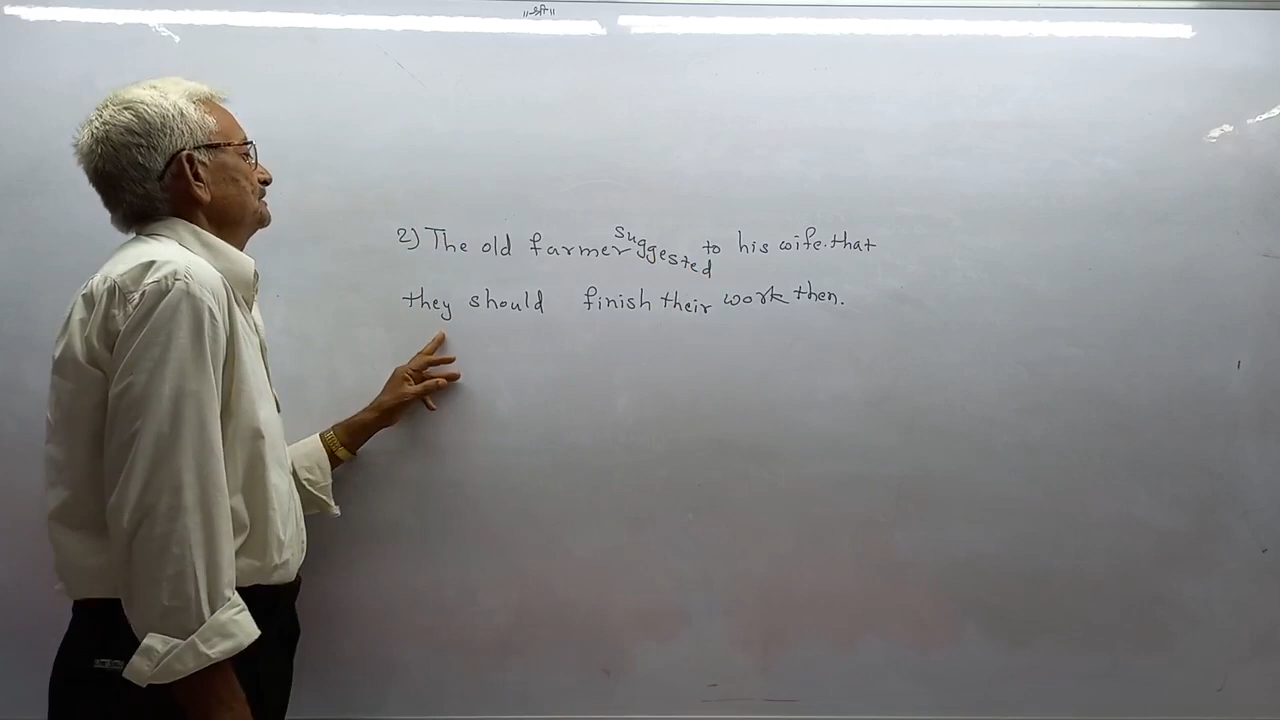 ॥श्री॥
2) The old farmer suggested to his wife.that
they should finish their work then.